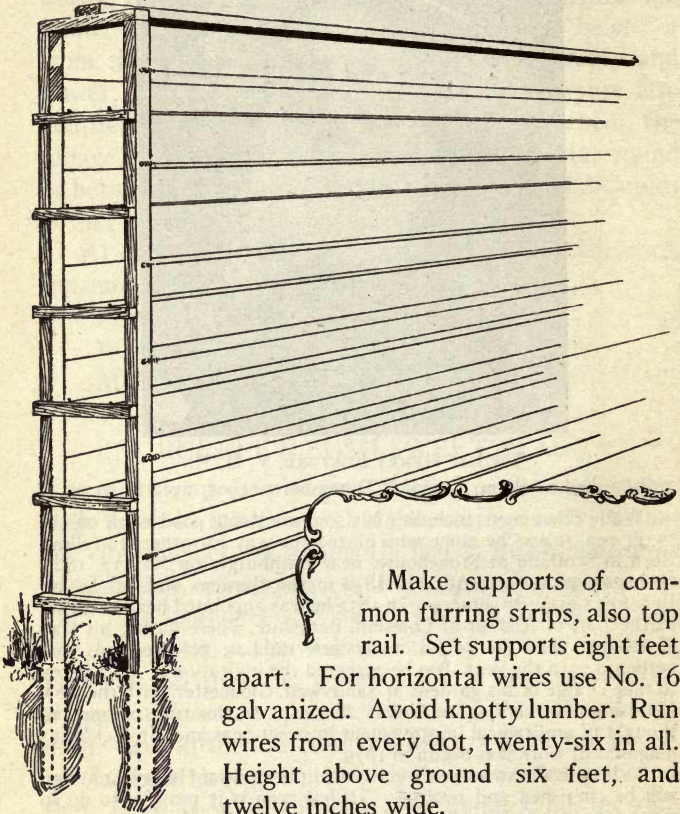 Make supports of com-
mon furring strips, also top
rail. Set supports eight feet
apart. For horizontal wires use No. 16
galvanized. Avoid knotty lumber. Run
wires from every dot, twenty-six in all.
Height above ground six feet, and
twelve inches wide.